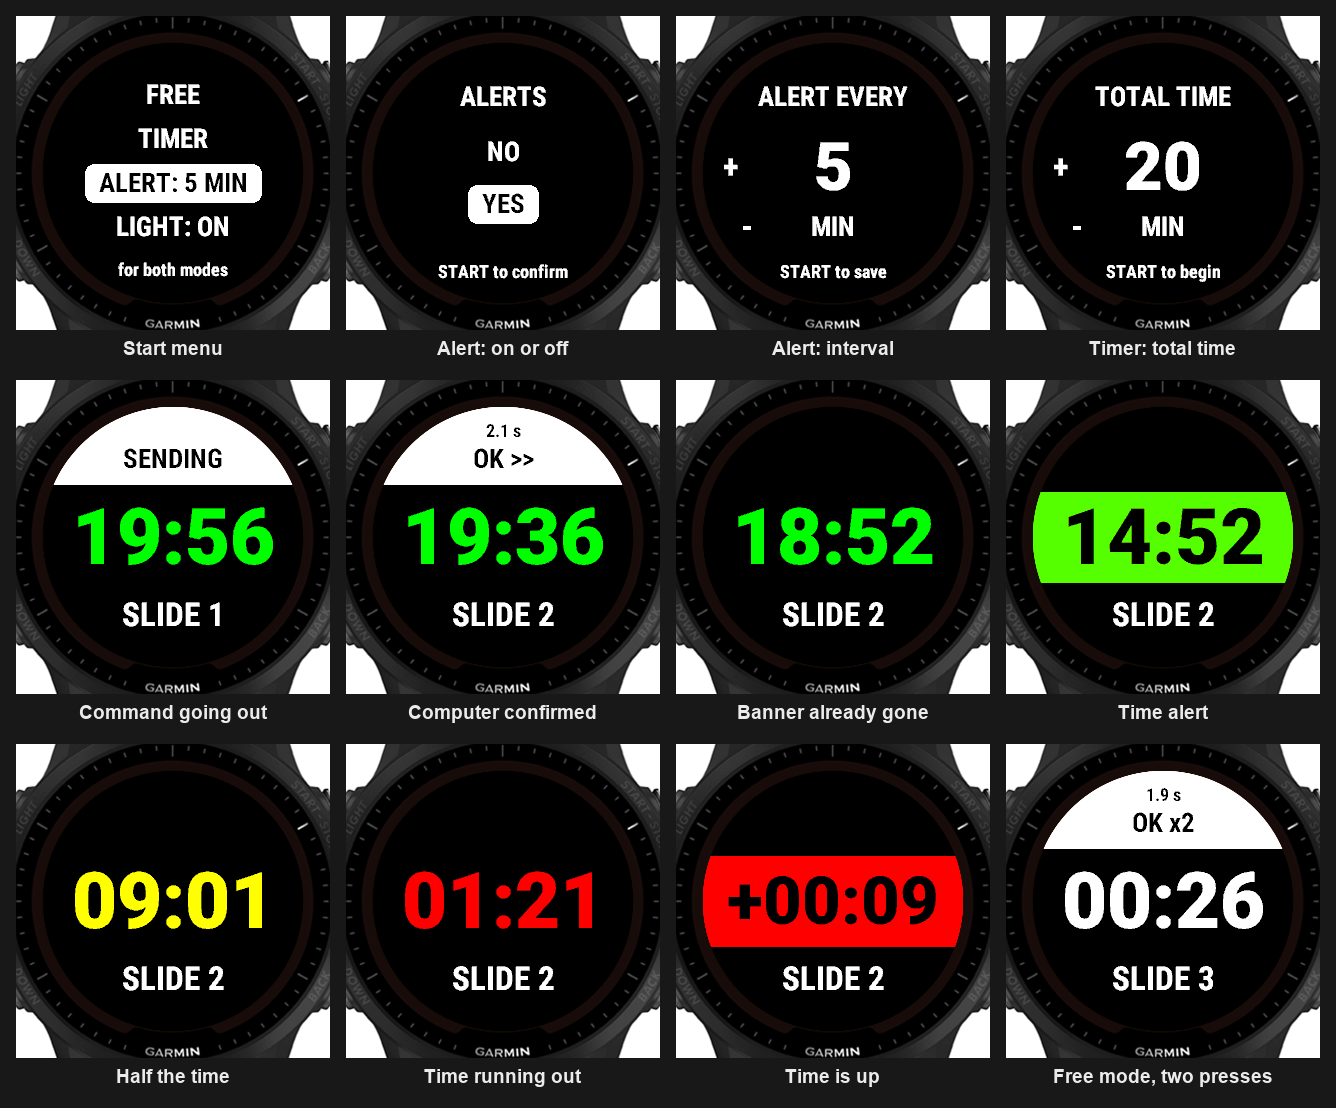 FREE
TIMER
ALERT: 5 MIN
LIGHT: ON
for both modes
GARMIN
Start menu
ALERTS
NO
YES
START to confirm
GARMIN
Alert: on or off
ALERT EVERY
+
5
-
MIN
START to save
GARMIN
Alert: interval
TOTAL TIME
+
20
-
MIN
START to begin
GARMIN
Timer: total time
SENDING
19:56
SLIDE 1
GARMIN
Command going out
2.1 s
OK >>
19:36
SLIDE 2
GARMIN
Computer confirmed
18:52
SLIDE 2
GARMIN
Banner already gone
14:52
SLIDE 2
GARMIN
Time alert
09:01
SLIDE 2
GARMIN
Half the time
01:21
SLIDE 2
GARMIN
Time running out
+00:09
SLIDE 2
GARMIN
Time is up
1.9 s
OK x2
00:26
SLIDE 3
GARMIN
Free mode, two presses